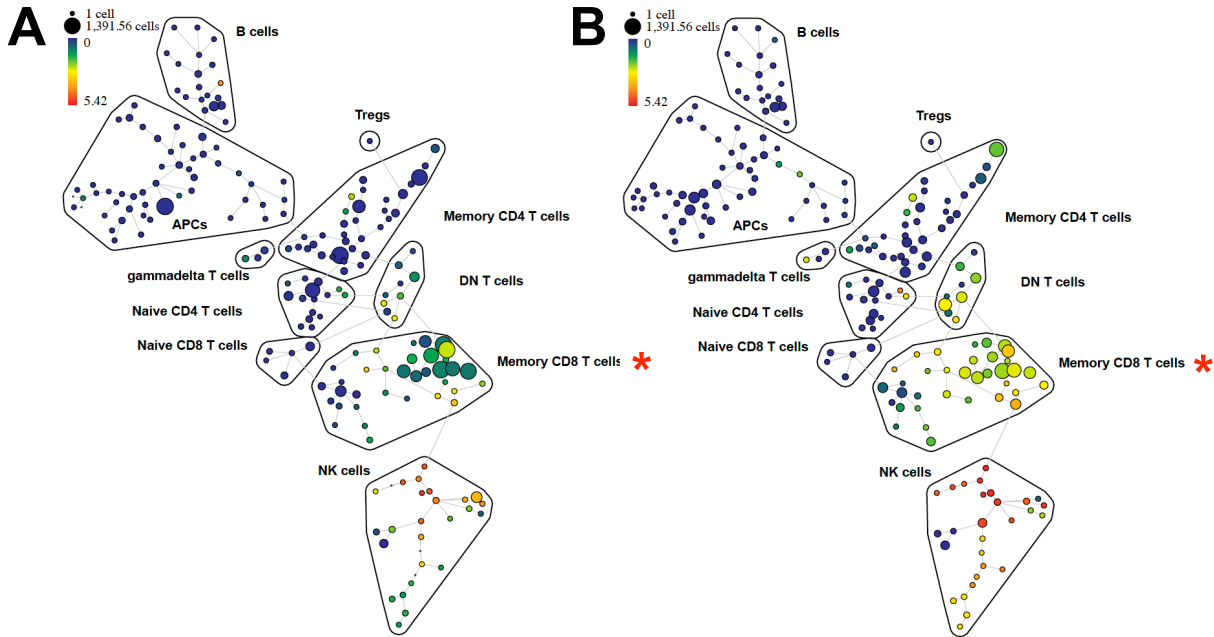 A
1 cell
1,391.56 cells
0
5.42
B cells
Tregs
APCs
Memory CD4 T cells
gammadelta T cells
DN T cells
Naive CD4 T cells
Naive CD8 T cells
Memory CD8 T cells *
NK cells
B
1 cell
1,391.56 cells
0
5.42
B cells
Tregs
APCs
Memory CD4 T cells
gammadelta T cells
DN T cells
Naive CD4 T cells
Naive CD8 T cells
Memory CD8 T cells *
NK cells